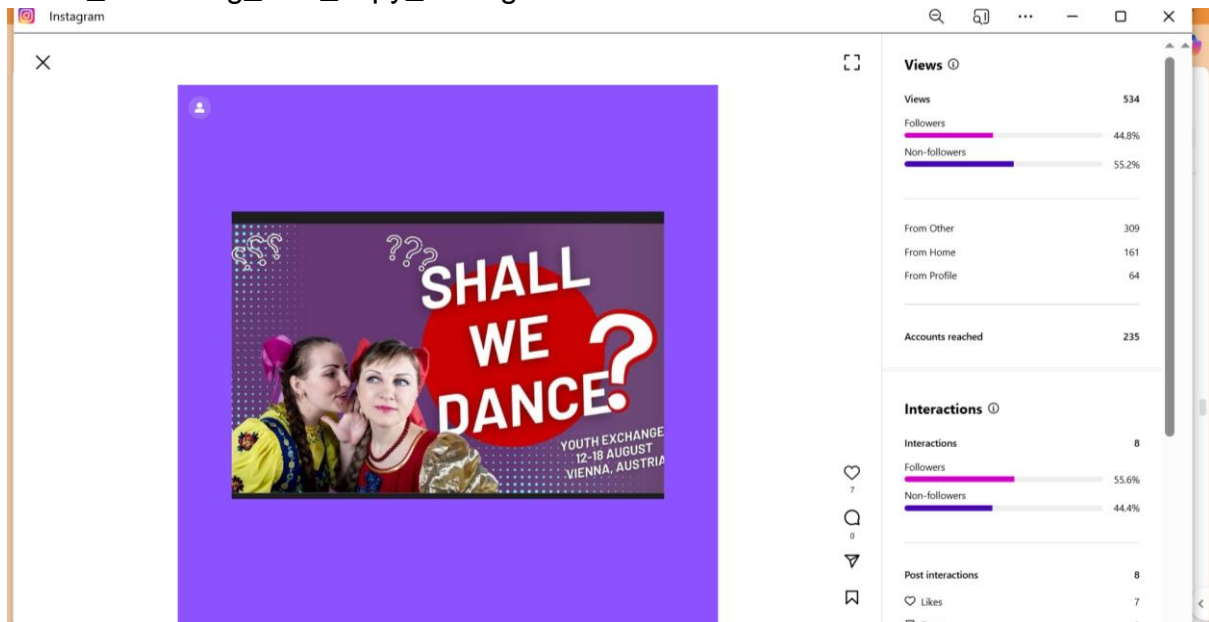 Instagram
Views
Views 534
Followers
44.8%
Non-followers
55.2%
From Other 309
From Home 161
From Profile 64
Accounts reached 235
Interactions
Interactions 8
Followers
55.6%
Non-followers
44.4%
Post interactions 8
Likes 7
???
???
SHALL
WE
DANCE?
YOUTH EXCHANGE
12-18 AUGUST
VIENNA, AUSTRIA
7
0